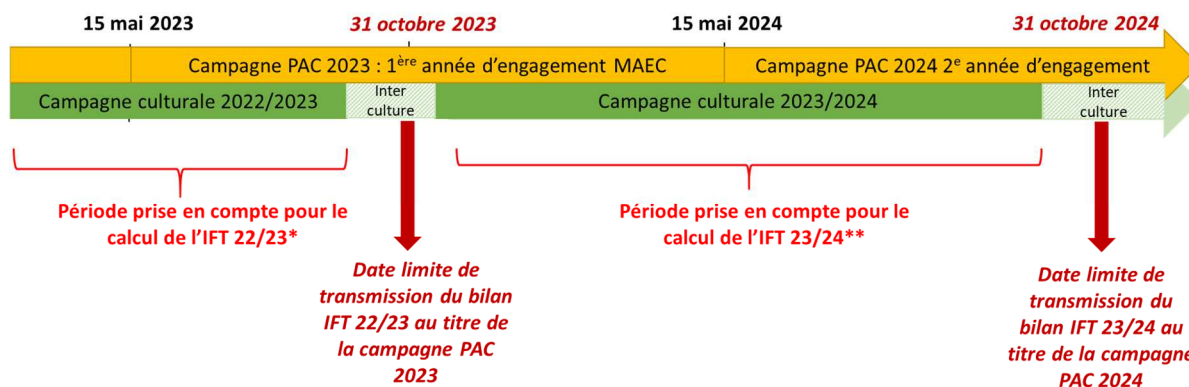 15 mai 2023
31 octobre 2023
15 mai 2024
31 octobre 2024
Campagne PAC 2023 : 1ère année d’engagement MAEC
Campagne PAC 2024 2e année d’engagement
Campagne culturale 2022/2023
Inter
culture
Campagne culturale 2023/2024
Inter
culture
Période prise en compte pour le
calcul de l’IFT 22/23*
Période prise en compte pour le
calcul de l’IFT 23/24**
Date limite de
transmission du bilan
IFT 22/23 au titre de
la campagne PAC
2023
Date limite de
transmission du
bilan IFT 23/24 au
titre de la campagne
PAC 2024